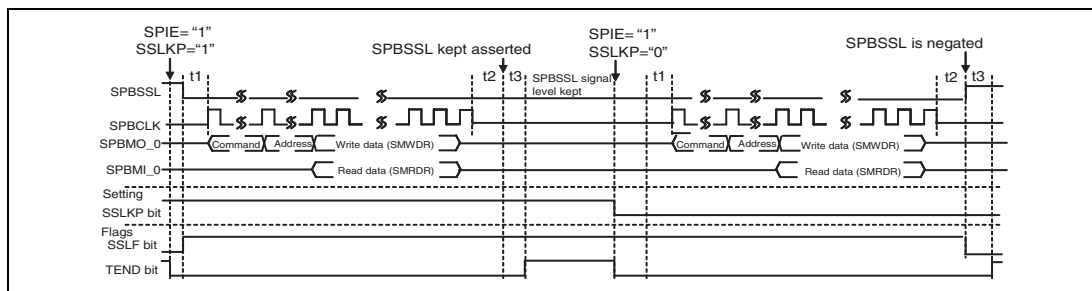 SPIE= “1”
SSLKP=“1”
SPBSSL kept asserted
SPIE= “1”
SSLKP=“0”
SPBSSL is negated
t1
t2
t3
SPBSSL signal
level kept
t1
t2
t3
SPBSSL
SPBCLK
SPBMO_0
Command
Address
Write data (SMWDR)
Command
Address
Write data (SMWDR)
SPBMI_0
Read data (SMRDR)
Read data (SMRDR)
Setting
SSLKP bit
Flags
SSLF bit
TEND bit